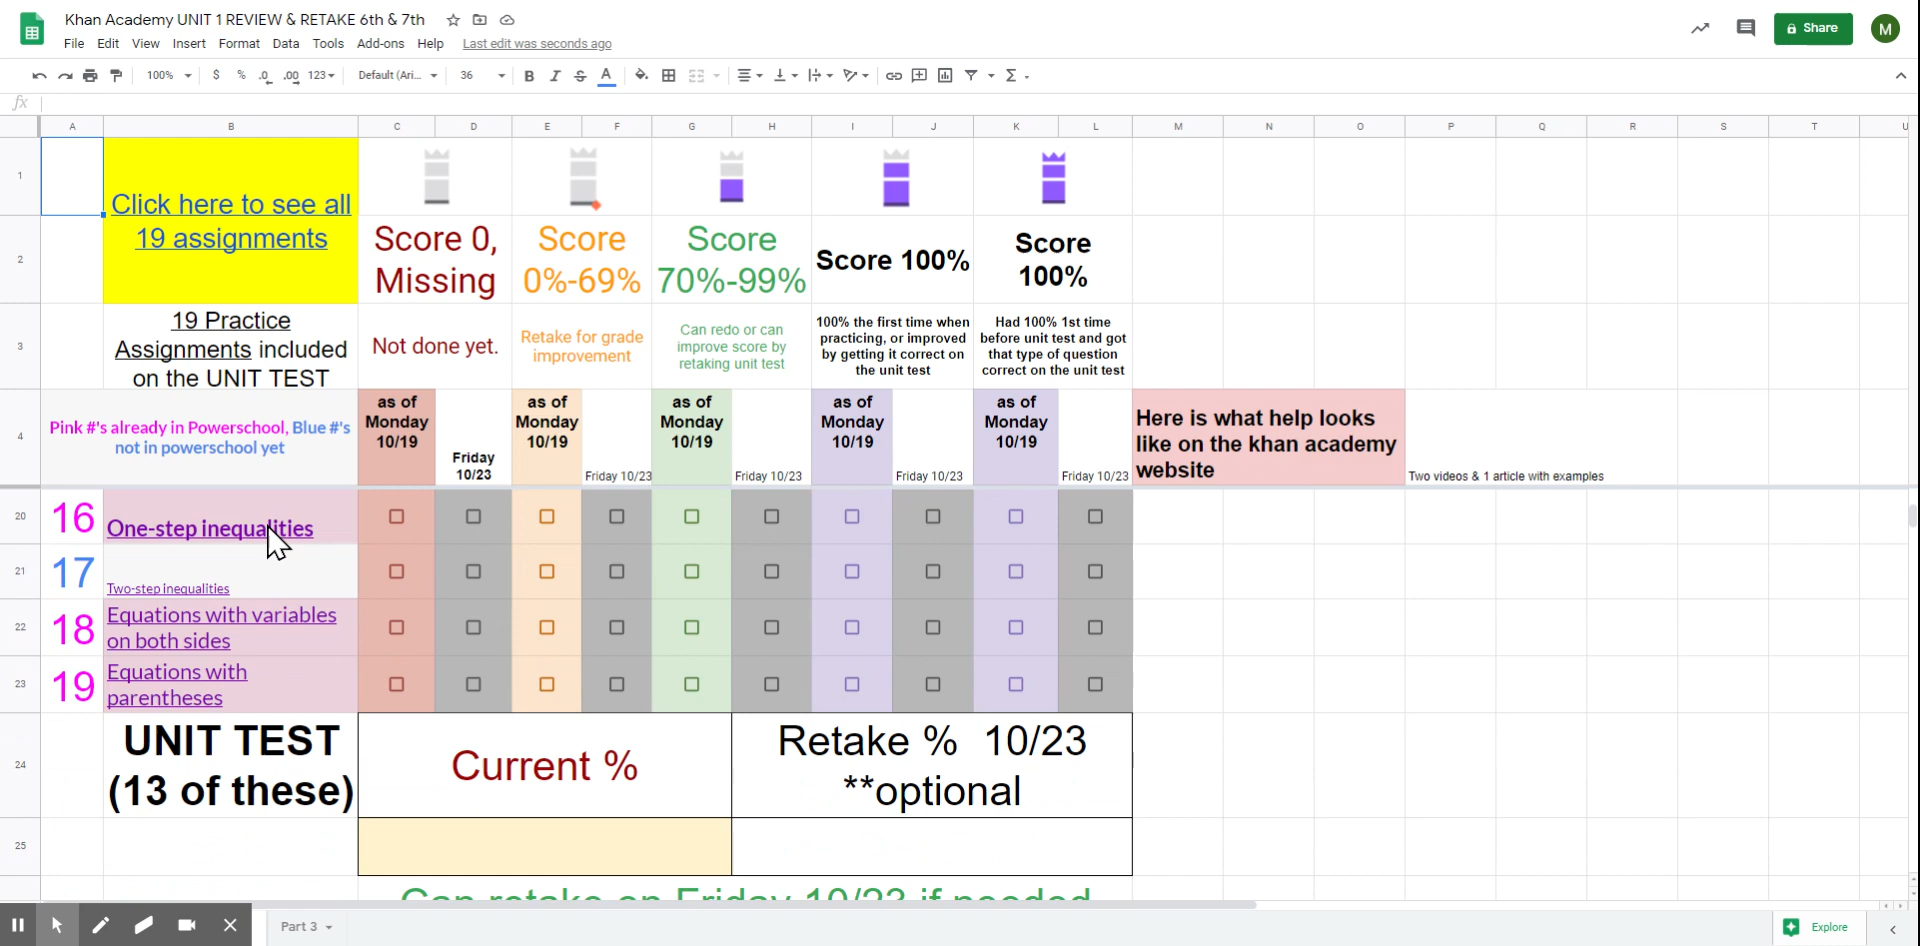 Khan Academy UNIT 1 REVIEW & RETAKE 6th & 7th
File Edit View Insert Format Data Tools Add-ons Help Last edit was seconds ago
Share
M
100% $ % .0 .00 123 Default (Ari... 36 B I S A
fx
A B C D E F G H I J K L M N O P Q R S T U
1
Click here to see all
19 assignments
2
Score 0,
Missing
Score
0%-69%
Score
70%-99%
Score 100%
Score
100%
3
19 Practice
Assignments included
on the UNIT TEST
Not done yet.
Retake for grade
improvement
Can redo or can
improve score by
retaking unit test
100% the first time when
practicing, or improved
by getting it correct on
the unit test
Had 100% 1st time
before unit test and got
that type of question
correct on the unit test
4
Pink #'s already in Powerschool, Blue #'s
not in powerschool yet
as of
Monday
10/19
Friday
10/23
as of
Monday
10/19
Friday 10/23
as of
Monday
10/19
Friday 10/23
as of
Monday
10/19
Friday 10/23
as of
Monday
10/19
Friday 10/23
Here is what help looks
like on the khan academy
website
Two videos & 1 article with examples
20
16 One-step inequalities
21
17 Two-step inequalities
22
18 Equations with variables
on both sides
23
19 Equations with
parentheses
24
UNIT TEST
(13 of these)
Current %
Retake % 10/23
**optional
25
Can retake on Friday 10/23 if needed
Part 3
Explore